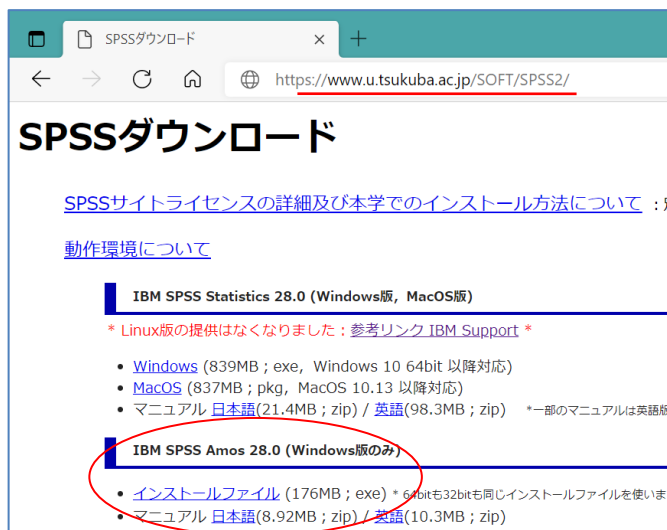 SPSSダウンロード
https://www.u.tsukuba.ac.jp/SOFT/SPSS2/
SPSSダウンロード
SPSSサイトライセンスの詳細及び本学でのインストール方法について ：
動作環境について
IBM SPSS Statistics 28.0 (Windows版，MacOS版)
* Linux版の提供はなくなりました：参考リンク IBM Support *
• Windows (839MB；exe，Windows 10 64bit 以降対応)
• MacOS (837MB；pkg，MacOS 10.13 以降対応)
• マニュアル 日本語(21.4MB；zip) / 英語(98.3MB；zip) *一部のマニュアルは英語版
IBM SPSS Amos 28.0 (Windows版のみ)
• インストールファイル (176MB；exe) * 64bitも32bitも同じインストールファイルを使いま
• マニュアル 日本語(8.92MB；zip) / 英語(10.3MB；zip)